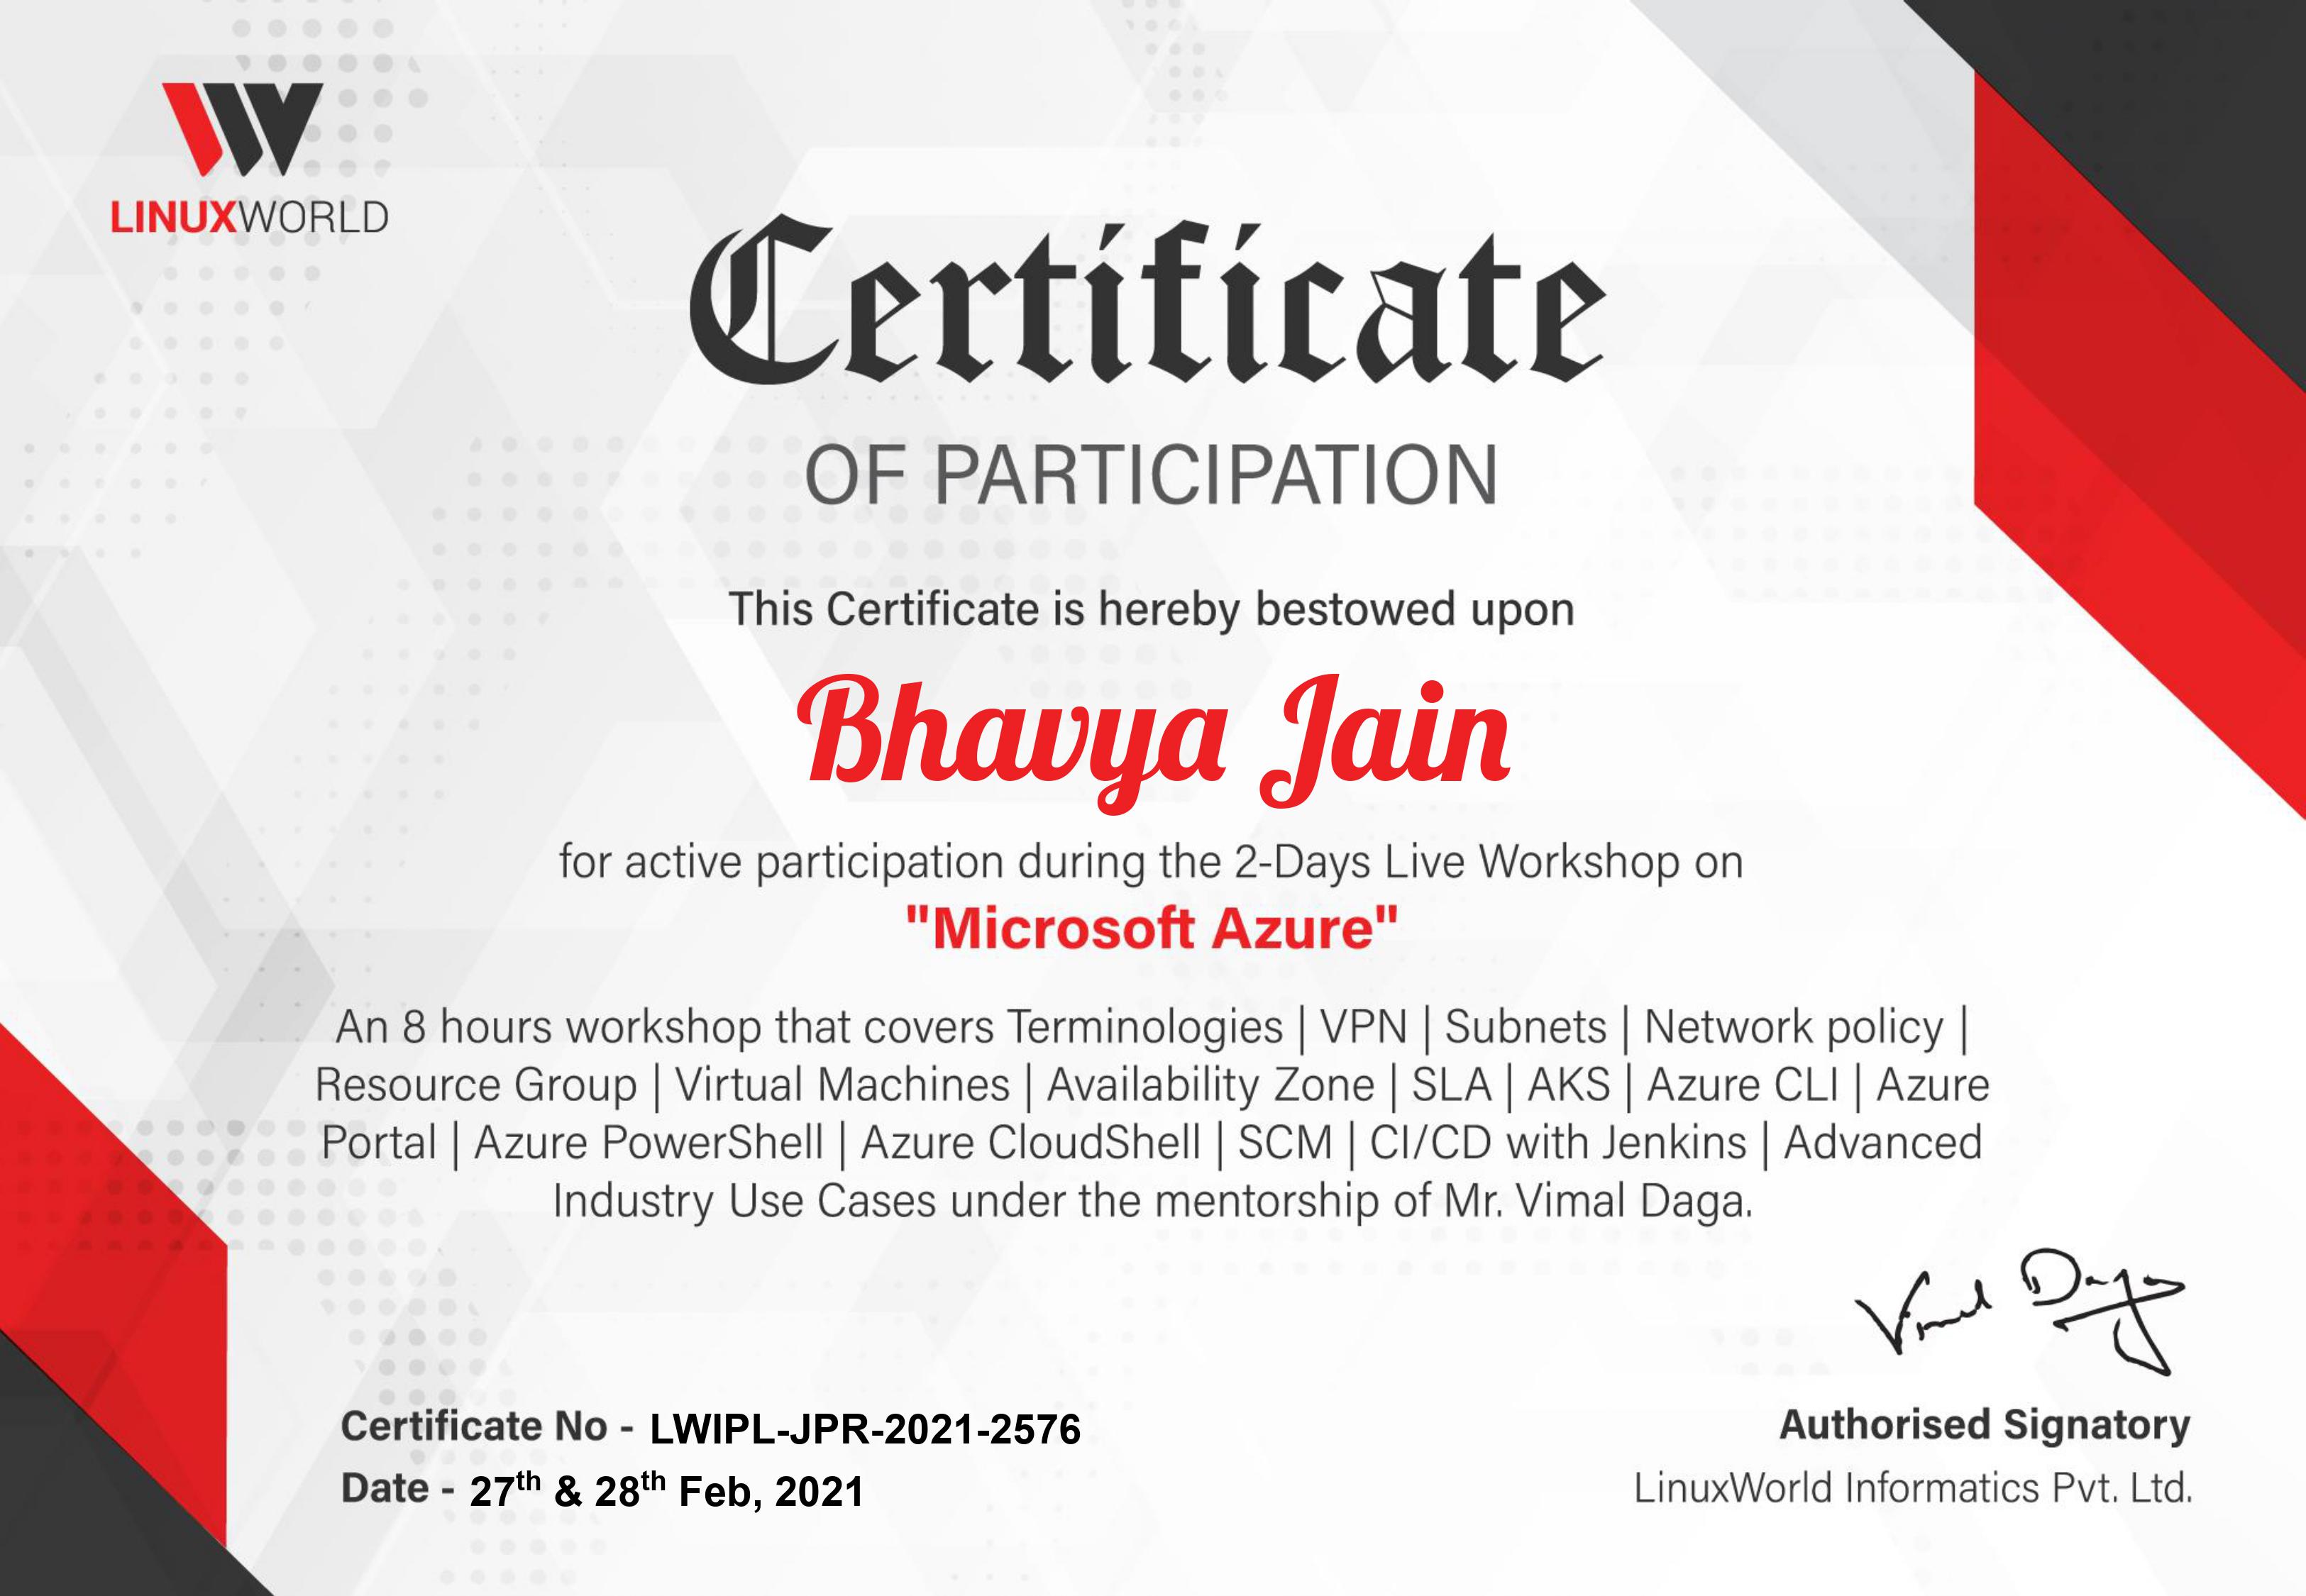 LINUXWORLD
Certificate
OF PARTICIPATION
This Certificate is hereby bestowed upon
Bhavya Jain
for active participation during the 2-Days Live Workshop on
"Microsoft Azure"
An 8 hours workshop that covers Terminologies | VPN | Subnets | Network policy |
Resource Group | Virtual Machines | Availability Zone | SLA | AKS | Azure CLI | Azure
Portal | Azure PowerShell | Azure CloudShell | SCM | CI/CD with Jenkins | Advanced
Industry Use Cases under the mentorship of Mr. Vimal Daga.
Vimal Daga
Certificate No - LWIPL-JPR-2021-2576
Date - 27th & 28th Feb, 2021
Authorised Signatory
LinuxWorld Informatics Pvt. Ltd.